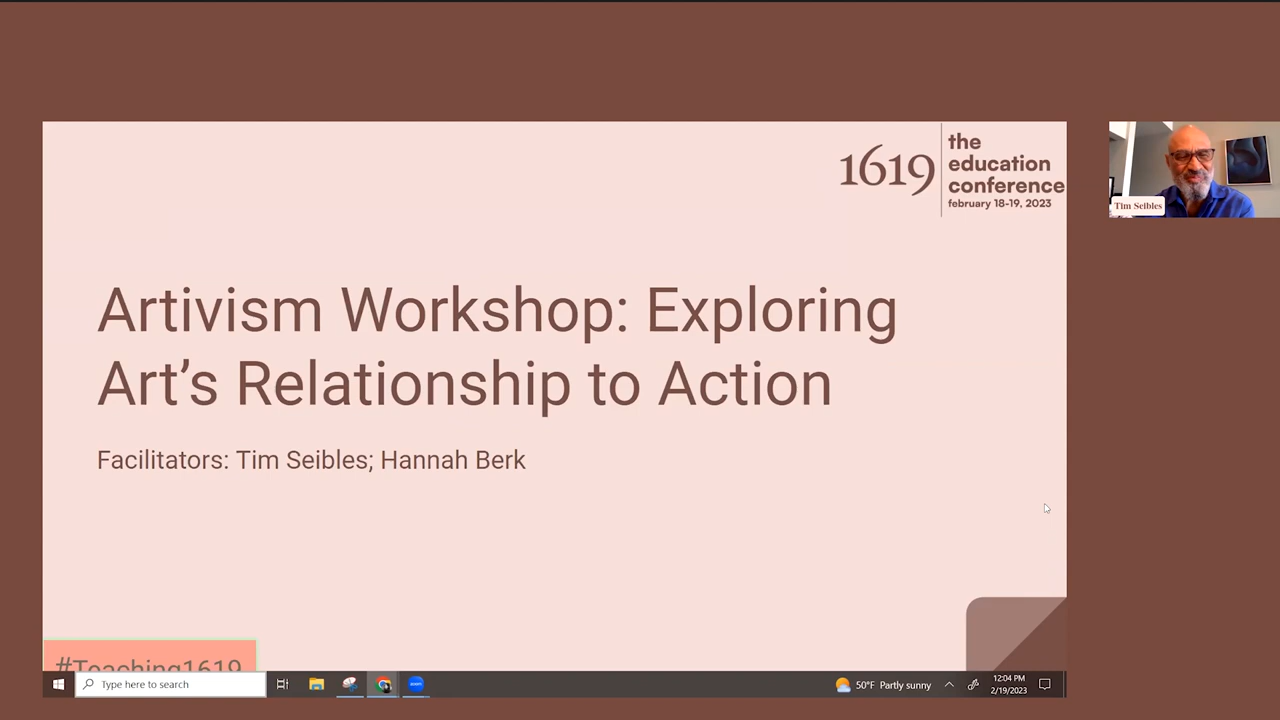 1619
the
education
conference
february 18-19, 2023
Tim Seibles
Artivism Workshop: Exploring
Art’s Relationship to Action
Facilitators: Tim Seibles; Hannah Berk
#Teaching1619
Type here to search
50°F Partly sunny
12:04 PM
2/19/2023